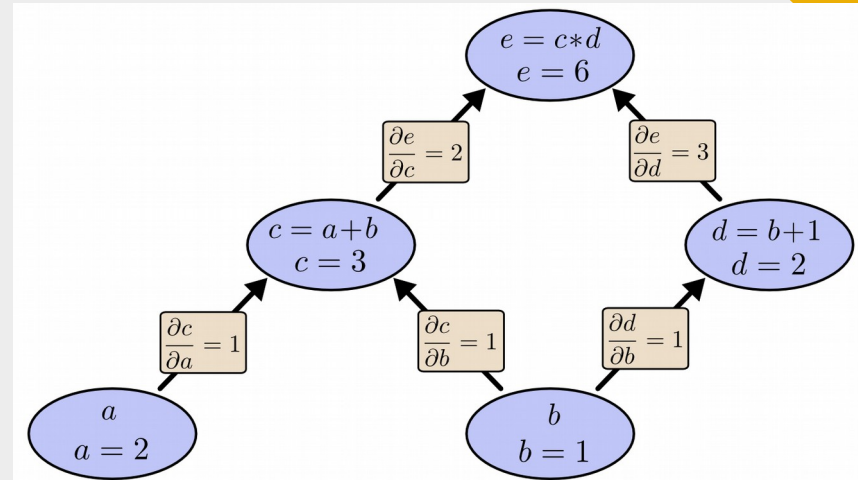 e = c*d
e = 6
∂e/∂c = 2
∂e/∂d = 3
c = a+b
c = 3
d = b+1
d = 2
∂c/∂a = 1
∂c/∂b = 1
∂d/∂b = 1
a
a = 2
b
b = 1